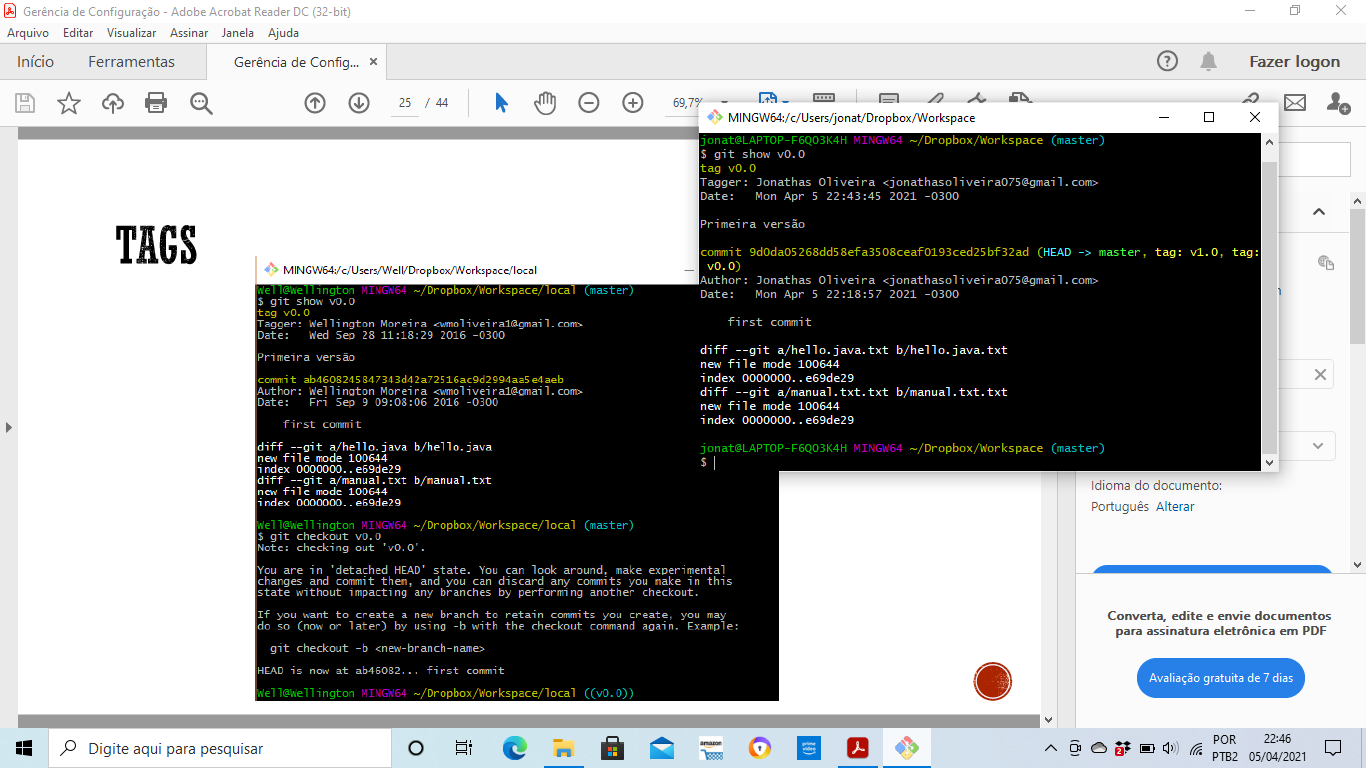 Gerência de Configuração - Adobe Acrobat Reader DC (32-bit)
Arquivo Editar Visualizar Assinar Janela Ajuda
Início Ferramentas Gerência de Config... × Fazer logon
25 / 44 69,7%
TAGS
MINGW64:/c/Users/Well/Dropbox/Workspace/local
Well@Wellington MINGW64 ~/Dropbox/Workspace/local (master)
$ git show v0.0
tag v0.0
Tagger: Wellington Moreira <wmoliveira1@gmail.com>
Date:   Wed Sep 28 11:18:29 2016 -0300
Primeira versão
commit ab4608245847343d42a72516ac9d2994aa5e4aeb
Author: Wellington Moreira <wmoliveira1@gmail.com>
Date:   Fri Sep 9 09:08:06 2016 -0300
first commit
diff --git a/hello.java b/hello.java
new file mode 100644
index 0000000..e69de29
diff --git a/manual.txt b/manual.txt
new file mode 100644
index 0000000..e69de29
Well@Wellington MINGW64 ~/Dropbox/Workspace/local (master)
$ git checkout v0.0
Note: checking out 'v0.0'.
You are in 'detached HEAD' state. You can look around, make experimental
changes and commit them, and you can discard any commits you make in this
state without impacting any branches by performing another checkout.
If you want to create a new branch to retain commits you create, you may
do so (now or later) by using -b with the checkout command again. Example:
git checkout -b <new-branch-name>
HEAD is now at ab46082... first commit
Well@Wellington MINGW64 ~/Dropbox/Workspace/local ((v0.0))
MINGW64:/c/Users/jonat/Dropbox/Workspace
jonat@LAPTOP-F6QO3K4H MINGW64 ~/Dropbox/Workspace (master)
$ git show v0.0
tag v0.0
Tagger: Jonathas Oliveira <jonathasoliveira075@gmail.com>
Date:   Mon Apr 5 22:43:45 2021 -0300
Primeira versão
commit 9d0da05268dd58efa3508ceaf0193ced25bf32ad (HEAD -> master, tag: v1.0, tag:
v0.0)
Author: Jonathas Oliveira <jonathasoliveira075@gmail.com>
Date:   Mon Apr 5 22:18:57 2021 -0300
first commit
diff --git a/hello.java.txt b/hello.java.txt
new file mode 100644
index 0000000..e69de29
diff --git a/manual.txt.txt b/manual.txt.txt
new file mode 100644
index 0000000..e69de29
jonat@LAPTOP-F6QO3K4H MINGW64 ~/Dropbox/Workspace (master)
$
Idioma do documento:
Português Alterar
Converta, edite e envie documentos
para assinatura eletrônica em PDF
Avaliação gratuita de 7 dias
Digite aqui para pesquisar
amazon
prime video
2
POR
PTB2
22:46
05/04/2021